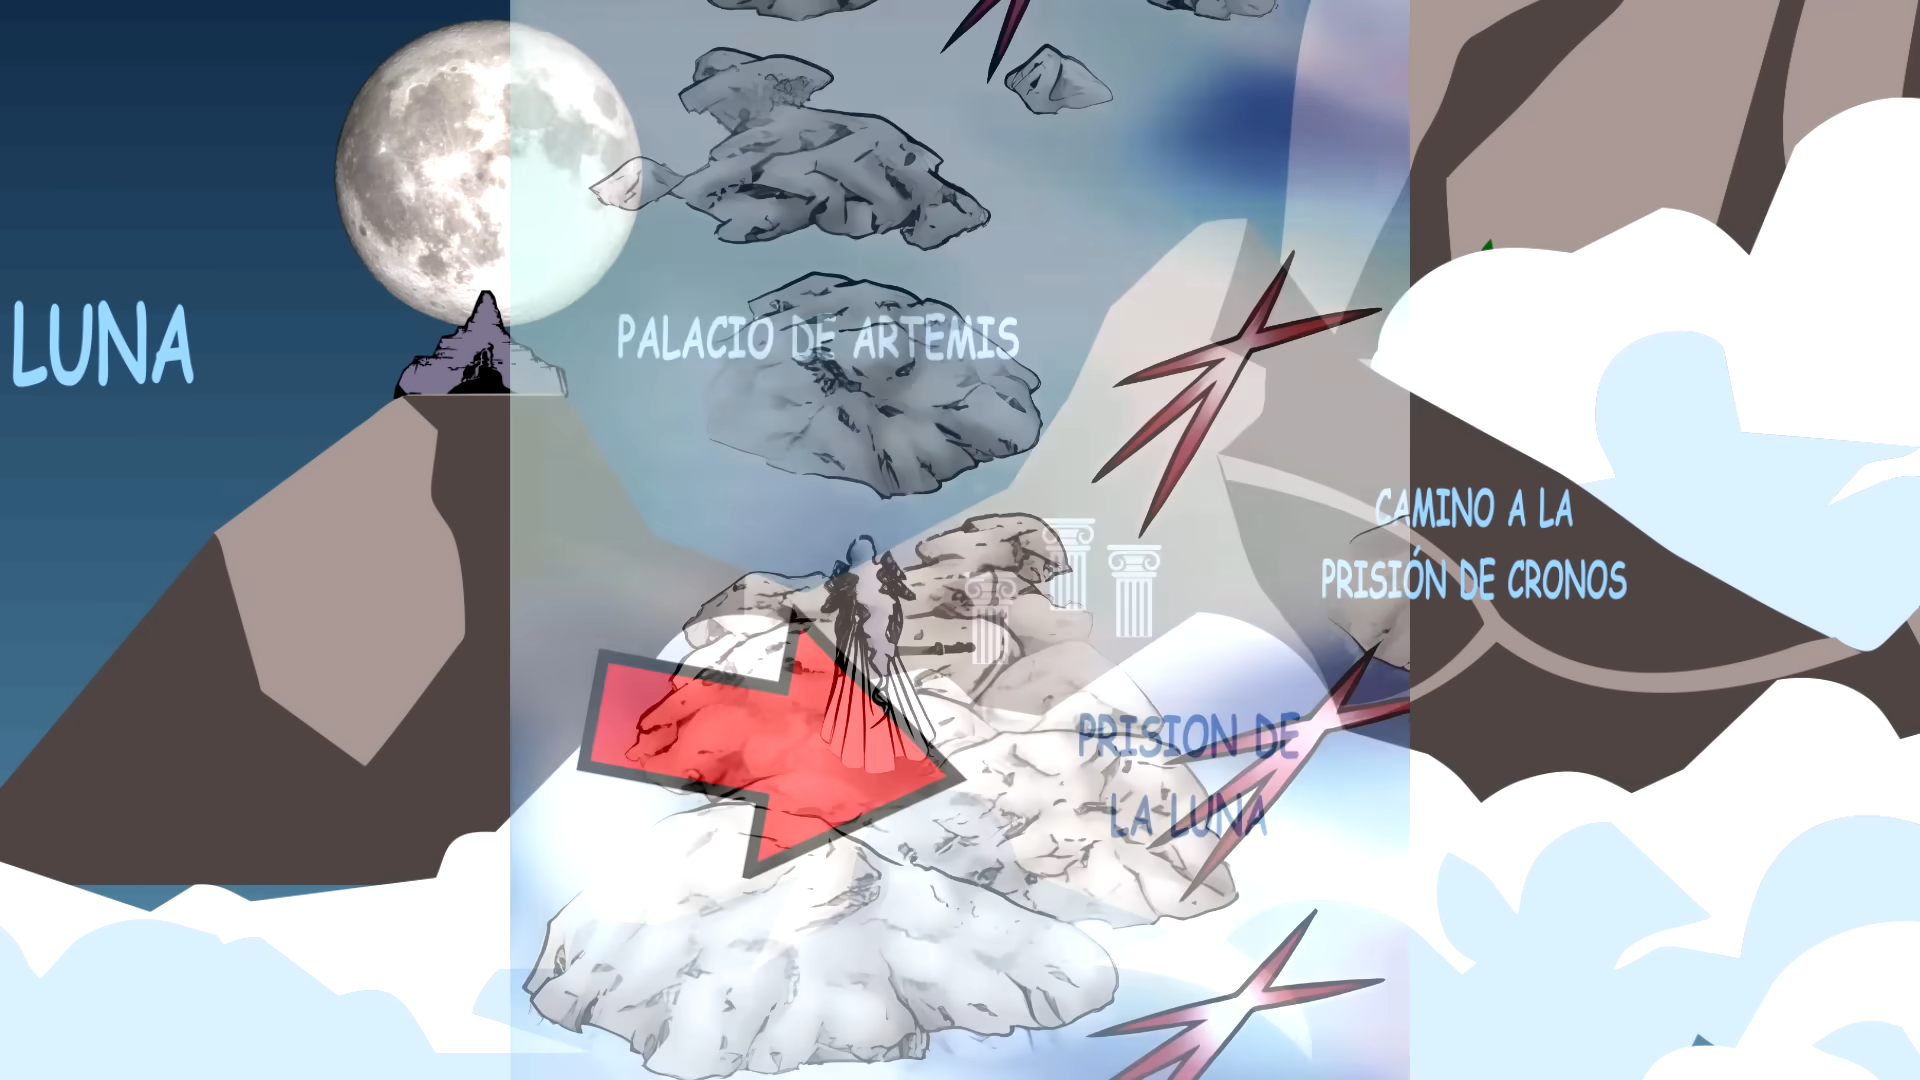 LUNA
PALACIO DE ARTEMIS
CAMINO A LA
PRISIÓN DE CRONOS
PRISION DE
LA LUNA